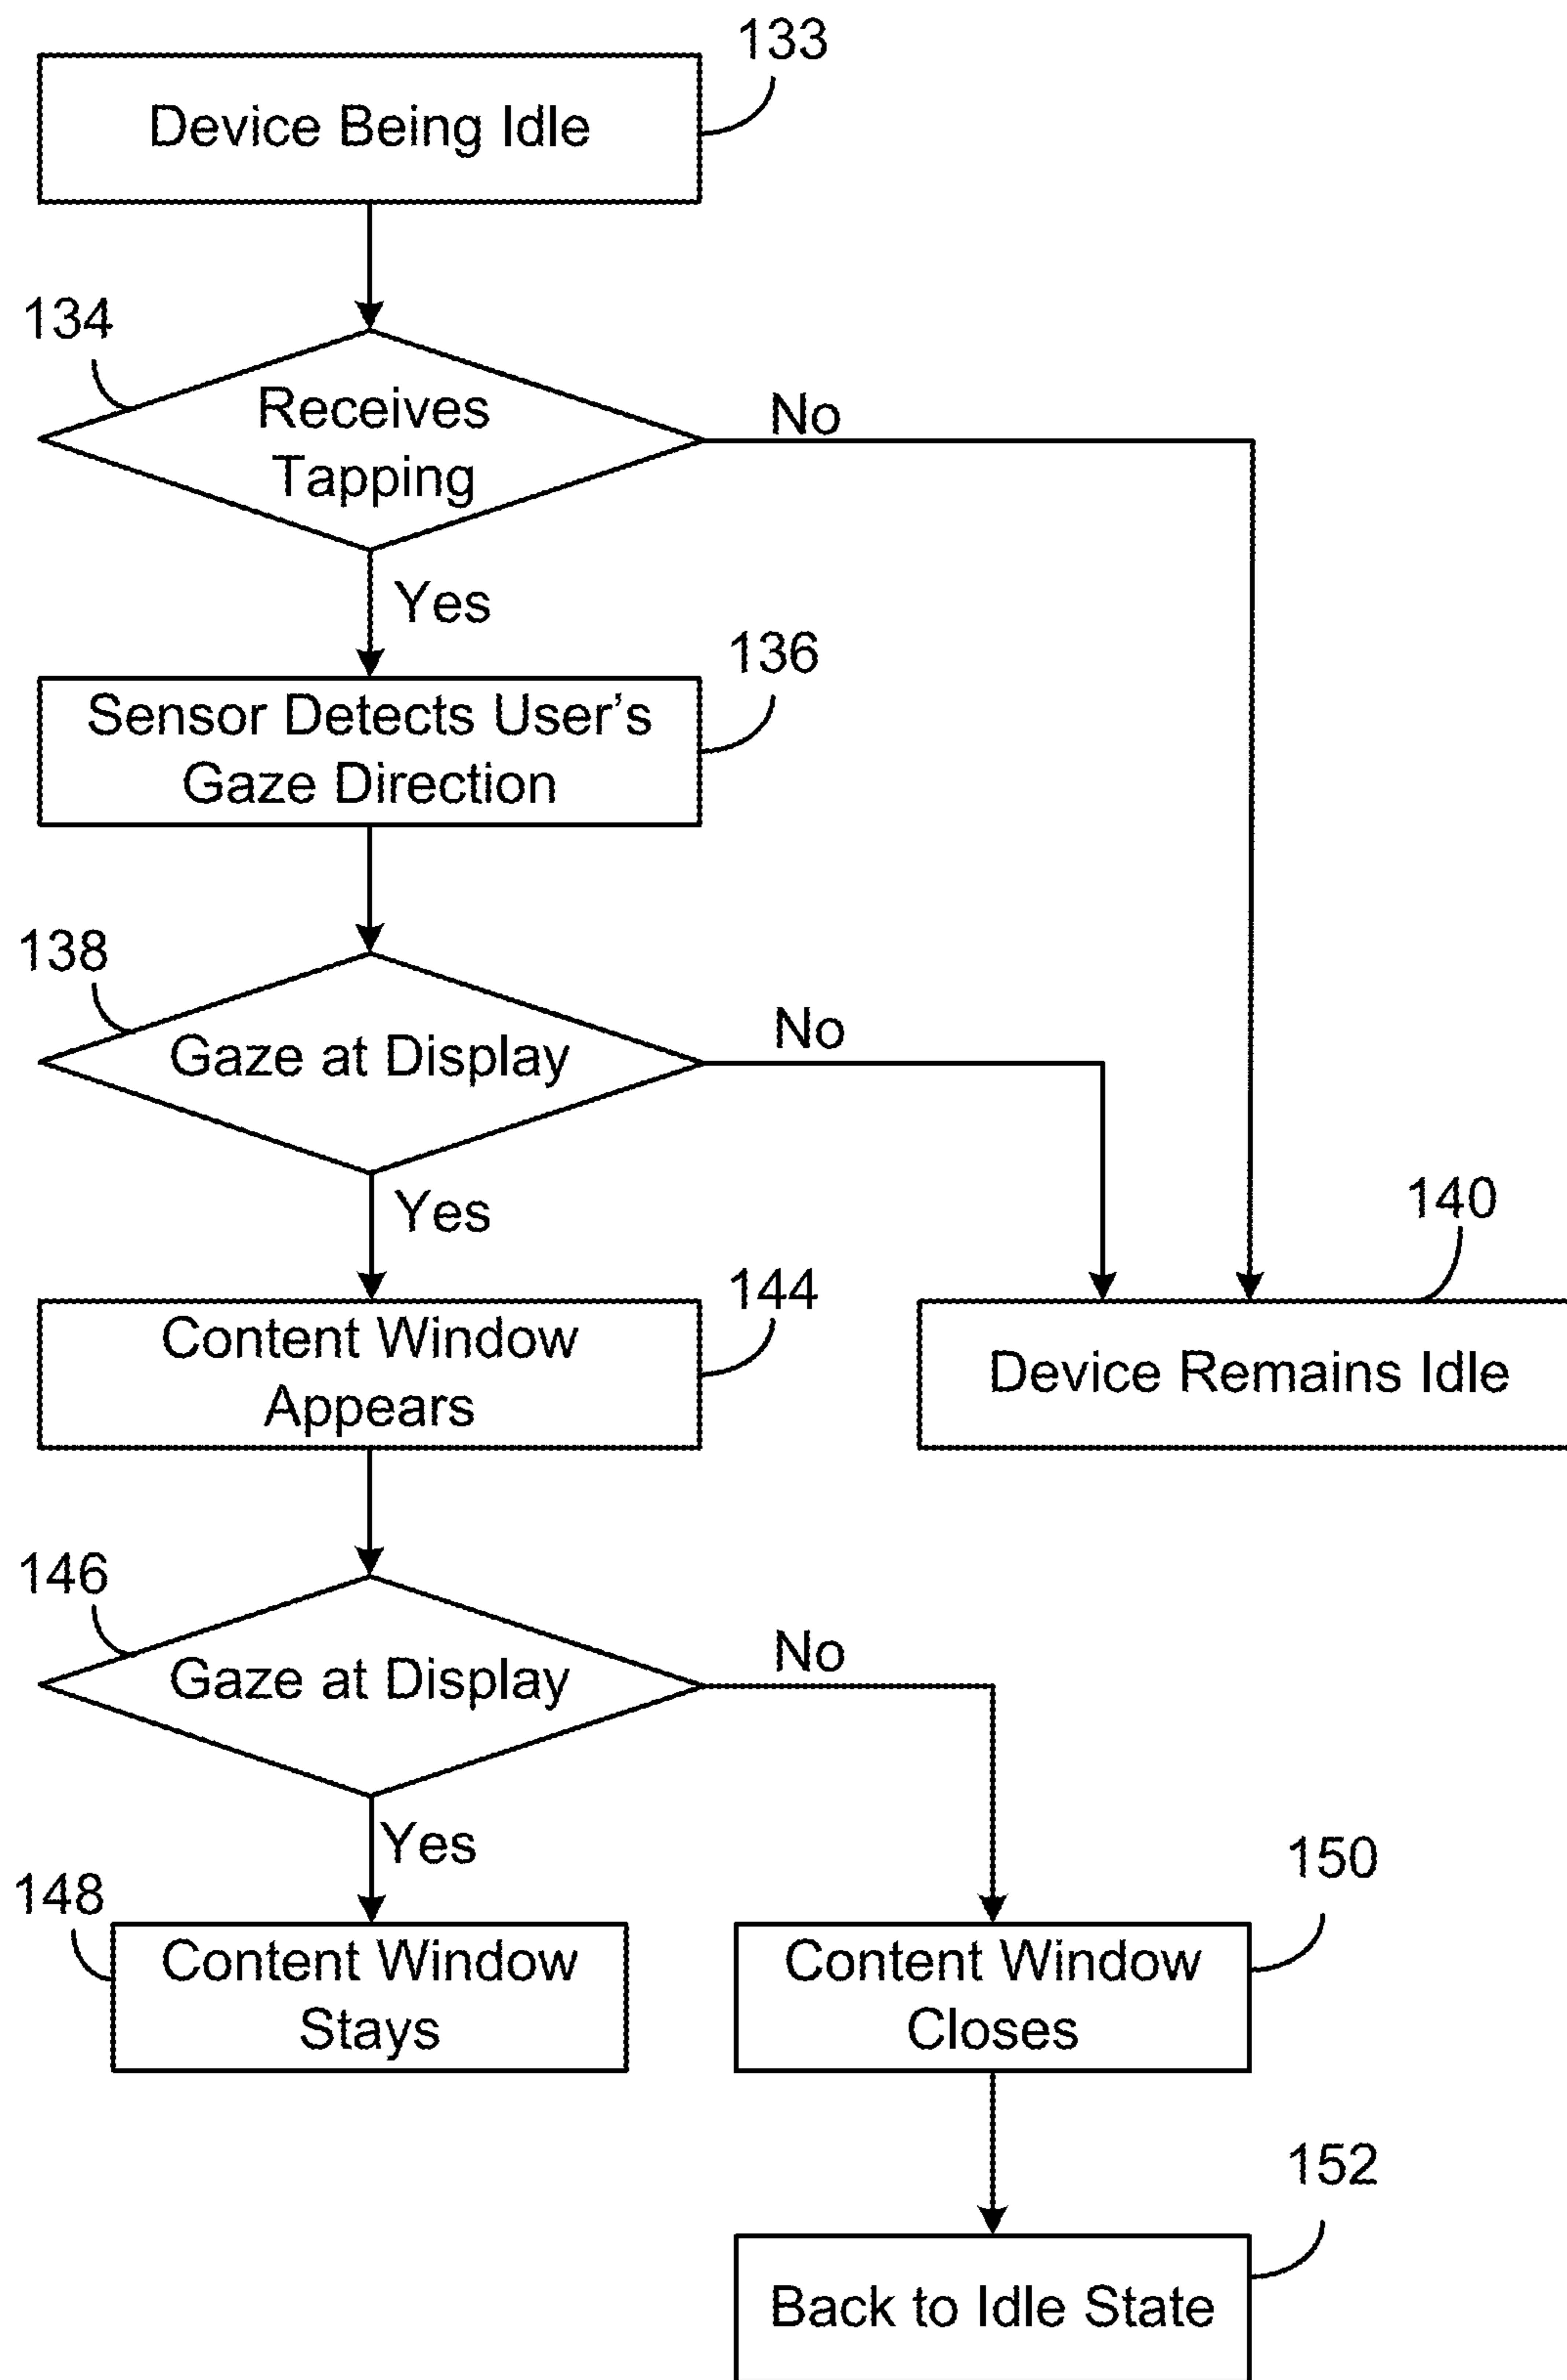 133
Device Being Idle
134
Receives
Tapping
No
Yes
136
Sensor Detects User's
Gaze Direction
138
Gaze at Display
No
Yes
140
144
Content Window
Appears
Device Remains Idle
146
Gaze at Display
No
Yes
148
Content Window
Stays
150
Content Window
Closes
152
Back to Idle State